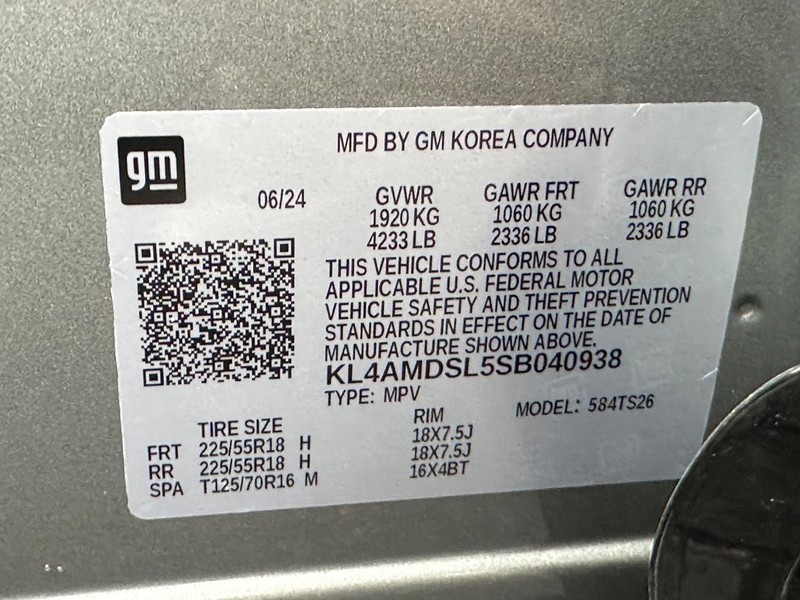 MFD BY GM KOREA COMPANY
gm
06/24 GVWR GAWR FRT GAWR RR
1920 KG 1060 KG 1060 KG
4233 LB 2336 LB 2336 LB
THIS VEHICLE CONFORMS TO ALL
APPLICABLE U.S. FEDERAL MOTOR
VEHICLE SAFETY AND THEFT PREVENTION
STANDARDS IN EFFECT ON THE DATE OF
MANUFACTURE SHOWN ABOVE.
KL4AMDSL5SB040938
TYPE: MPV MODEL: 584TS26
TIRE SIZE RIM
FRT 225/55R18 H 18X7.5J
RR 225/55R18 H 18X7.5J
SPA T125/70R16 M 16X4BT